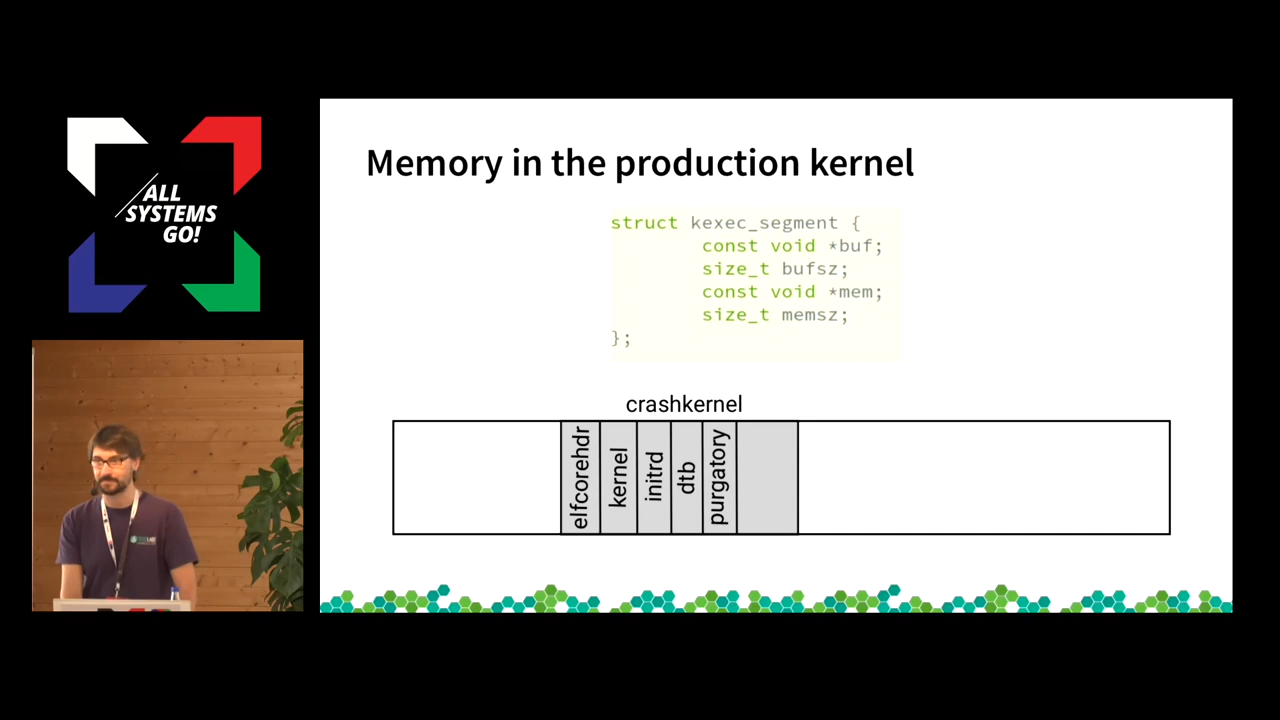 ALL
SYSTEMS
GO!
Memory in the production kernel
struct kexec_segment {
const void *buf;
size_t bufsz;
const void *mem;
size_t memsz;
};
crashkernel
elfcorehdr
kernel
initrd
dtb
purgatory